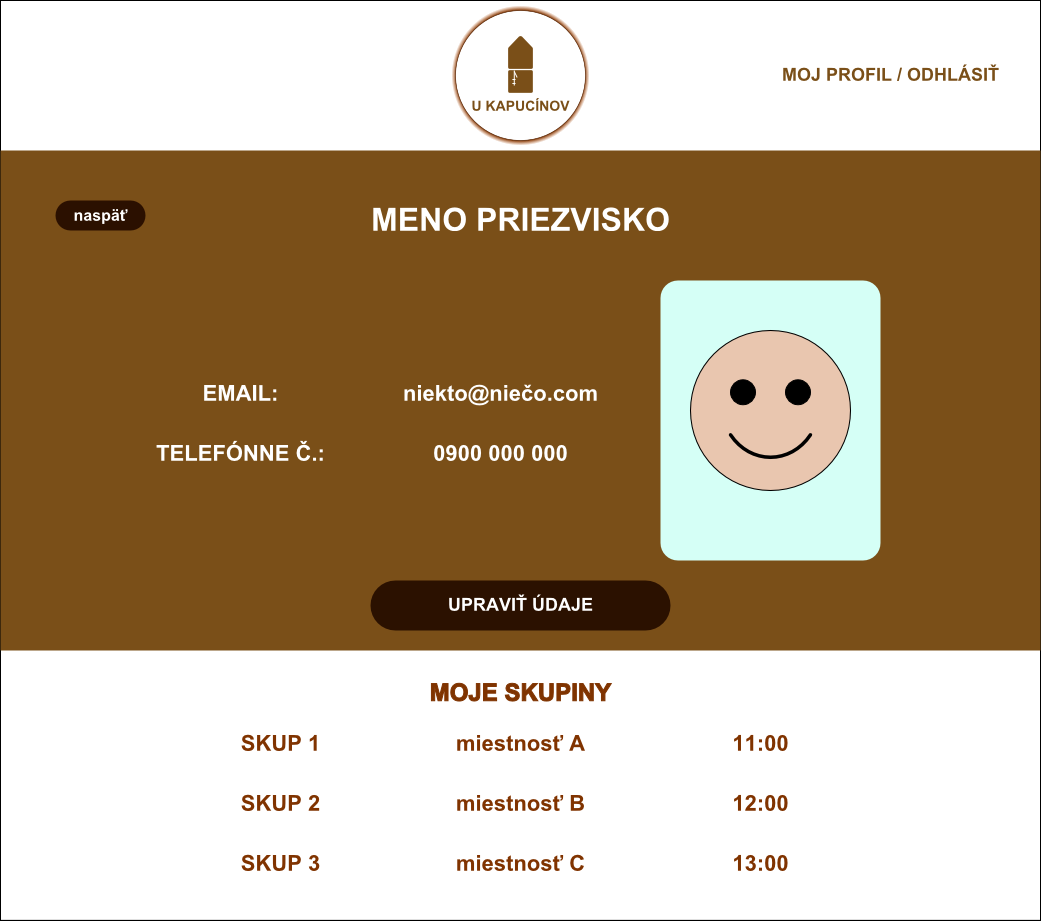 U KAPUCÍNOV
MOJ PROFIL / ODHLÁSIŤ
naspäť
MENO PRIEZVISKO
EMAIL: niekto@niečo.com
TELEFÓNNE Č.: 0900 000 000
UPRAVIŤ ÚDAJE
MOJE SKUPINY
SKUP 1 miestnosť A 11:00
SKUP 2 miestnosť B 12:00
SKUP 3 miestnosť C 13:00